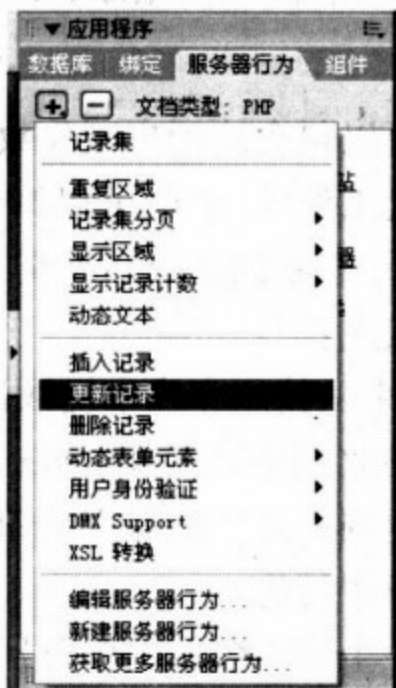 应用程序
数据库 绑定 服务器行为 组件
文档类型: PHP
记录集
重复区域
记录集分页
显示区域
显示记录计数
动态文本
插入记录
更新记录
删除记录
动态表单元素
用户身份验证
DMX Support
XSL 转换
编辑服务器行为...
新建服务器行为...
获取更多服务器行为...